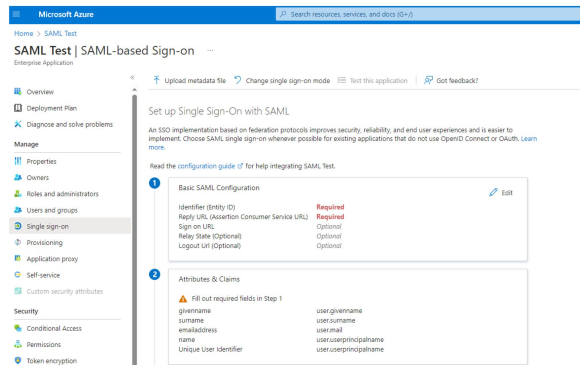 Microsoft Azure
Search resources, services, and docs (G+/)
Home > SAML Test
SAML Test | SAML-based Sign-on ...
Enterprise Application
«
Overview
Deployment Plan
Diagnose and solve problems
Manage
Properties
Owners
Roles and administrators
Users and groups
Single sign-on
Provisioning
Application proxy
Self-service
Custom security attributes
Security
Conditional Access
Permissions
Token encryption
Upload metadata file Change single sign-on mode Test this application Got feedback?
Set up Single Sign-On with SAML
An SSO implementation based on federation protocols improves security, reliability, and end user experiences and is easier to
implement. Choose SAML single sign-on whenever possible for existing applications that do not use OpenID Connect or OAuth. Learn
more.
Read the configuration guide for help integrating SAML Test.
1
Basic SAML Configuration
Edit
Identifier (Entity ID) Required
Reply URL (Assertion Consumer Service URL) Required
Sign on URL Optional
Relay State (Optional) Optional
Logout Url (Optional) Optional
2
Attributes & Claims
Fill out required fields in Step 1
givenname user.givenname
surname user.surname
emailaddress user.mail
name user.userprincipalname
Unique User Identifier user.userprincipalname